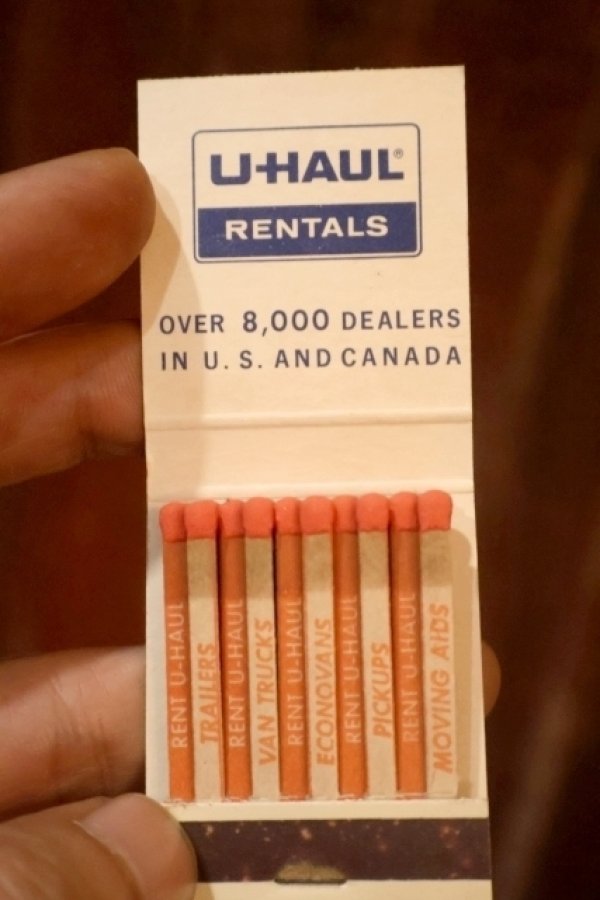 U-HAUL®
RENTALS
OVER 8,000 DEALERS
IN U. S. AND CANADA
RENT U-HAUL
TRAILERS
RENT U-HAUL
VAN TRUCKS
RENT U-HAUL
ECONOVANS
RENT U-HAUL
PICKUPS
RENT U-HAUL
MOVING AIDS